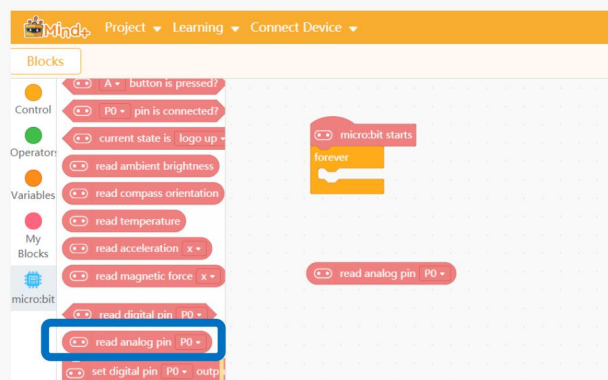 Mind+ Project Learning Connect Device
Blocks
Control
Operators
Variables
My
Blocks
micro:bit
A button is pressed?
P0 pin is connected?
current state is logo up
read ambient brightness
read compass orientation
read temperature
read acceleration x
read magnetic force x
read digital pin P0
read analog pin P0
set digital pin P0 outp
micro:bit starts
forever
read analog pin P0